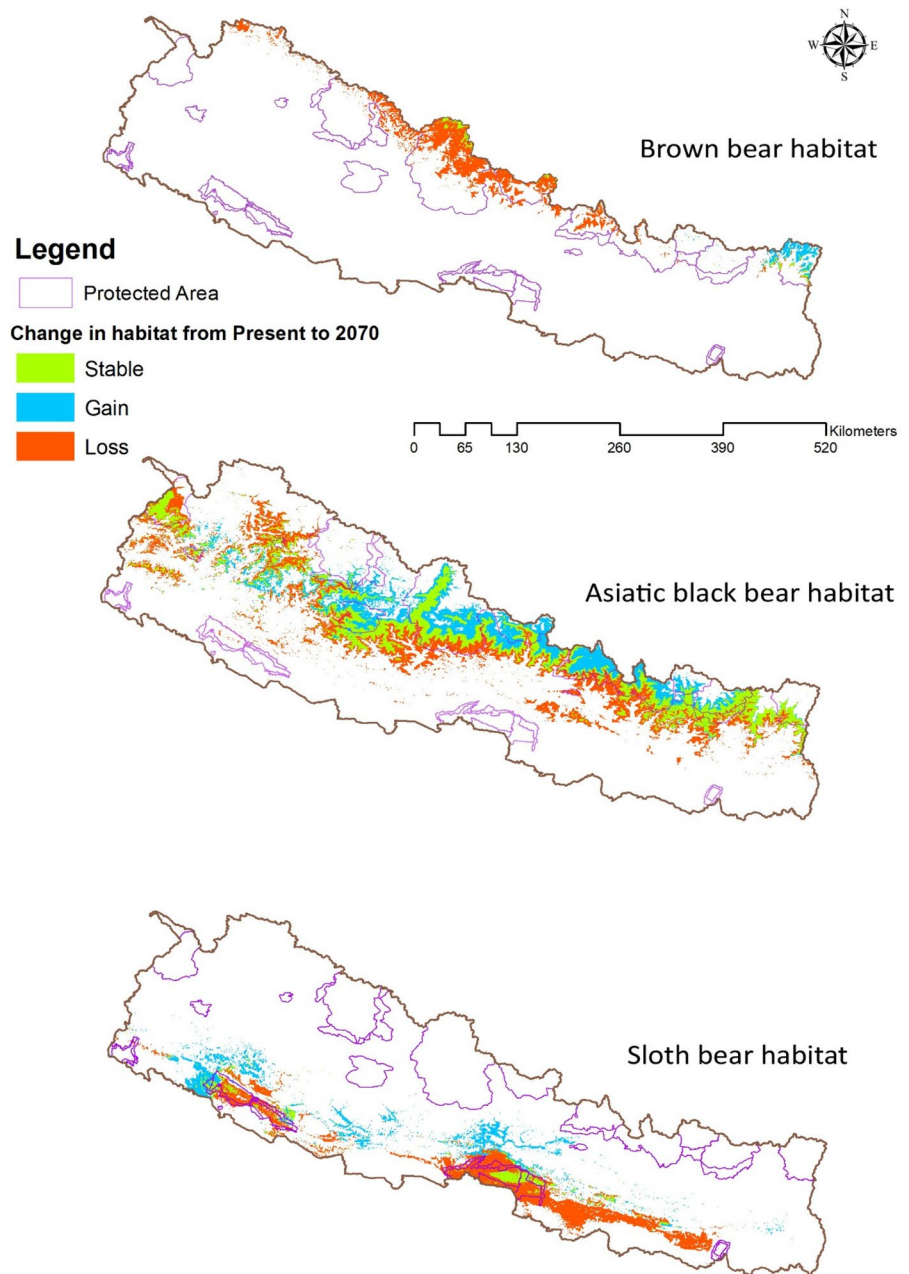 N
W E
S
Brown bear habitat
Legend
Protected Area
Change in habitat from Present to 2070
Stable
Gain
Loss
Kilometers
0 65 130 260 390 520
Asiatic black bear habitat
Sloth bear habitat